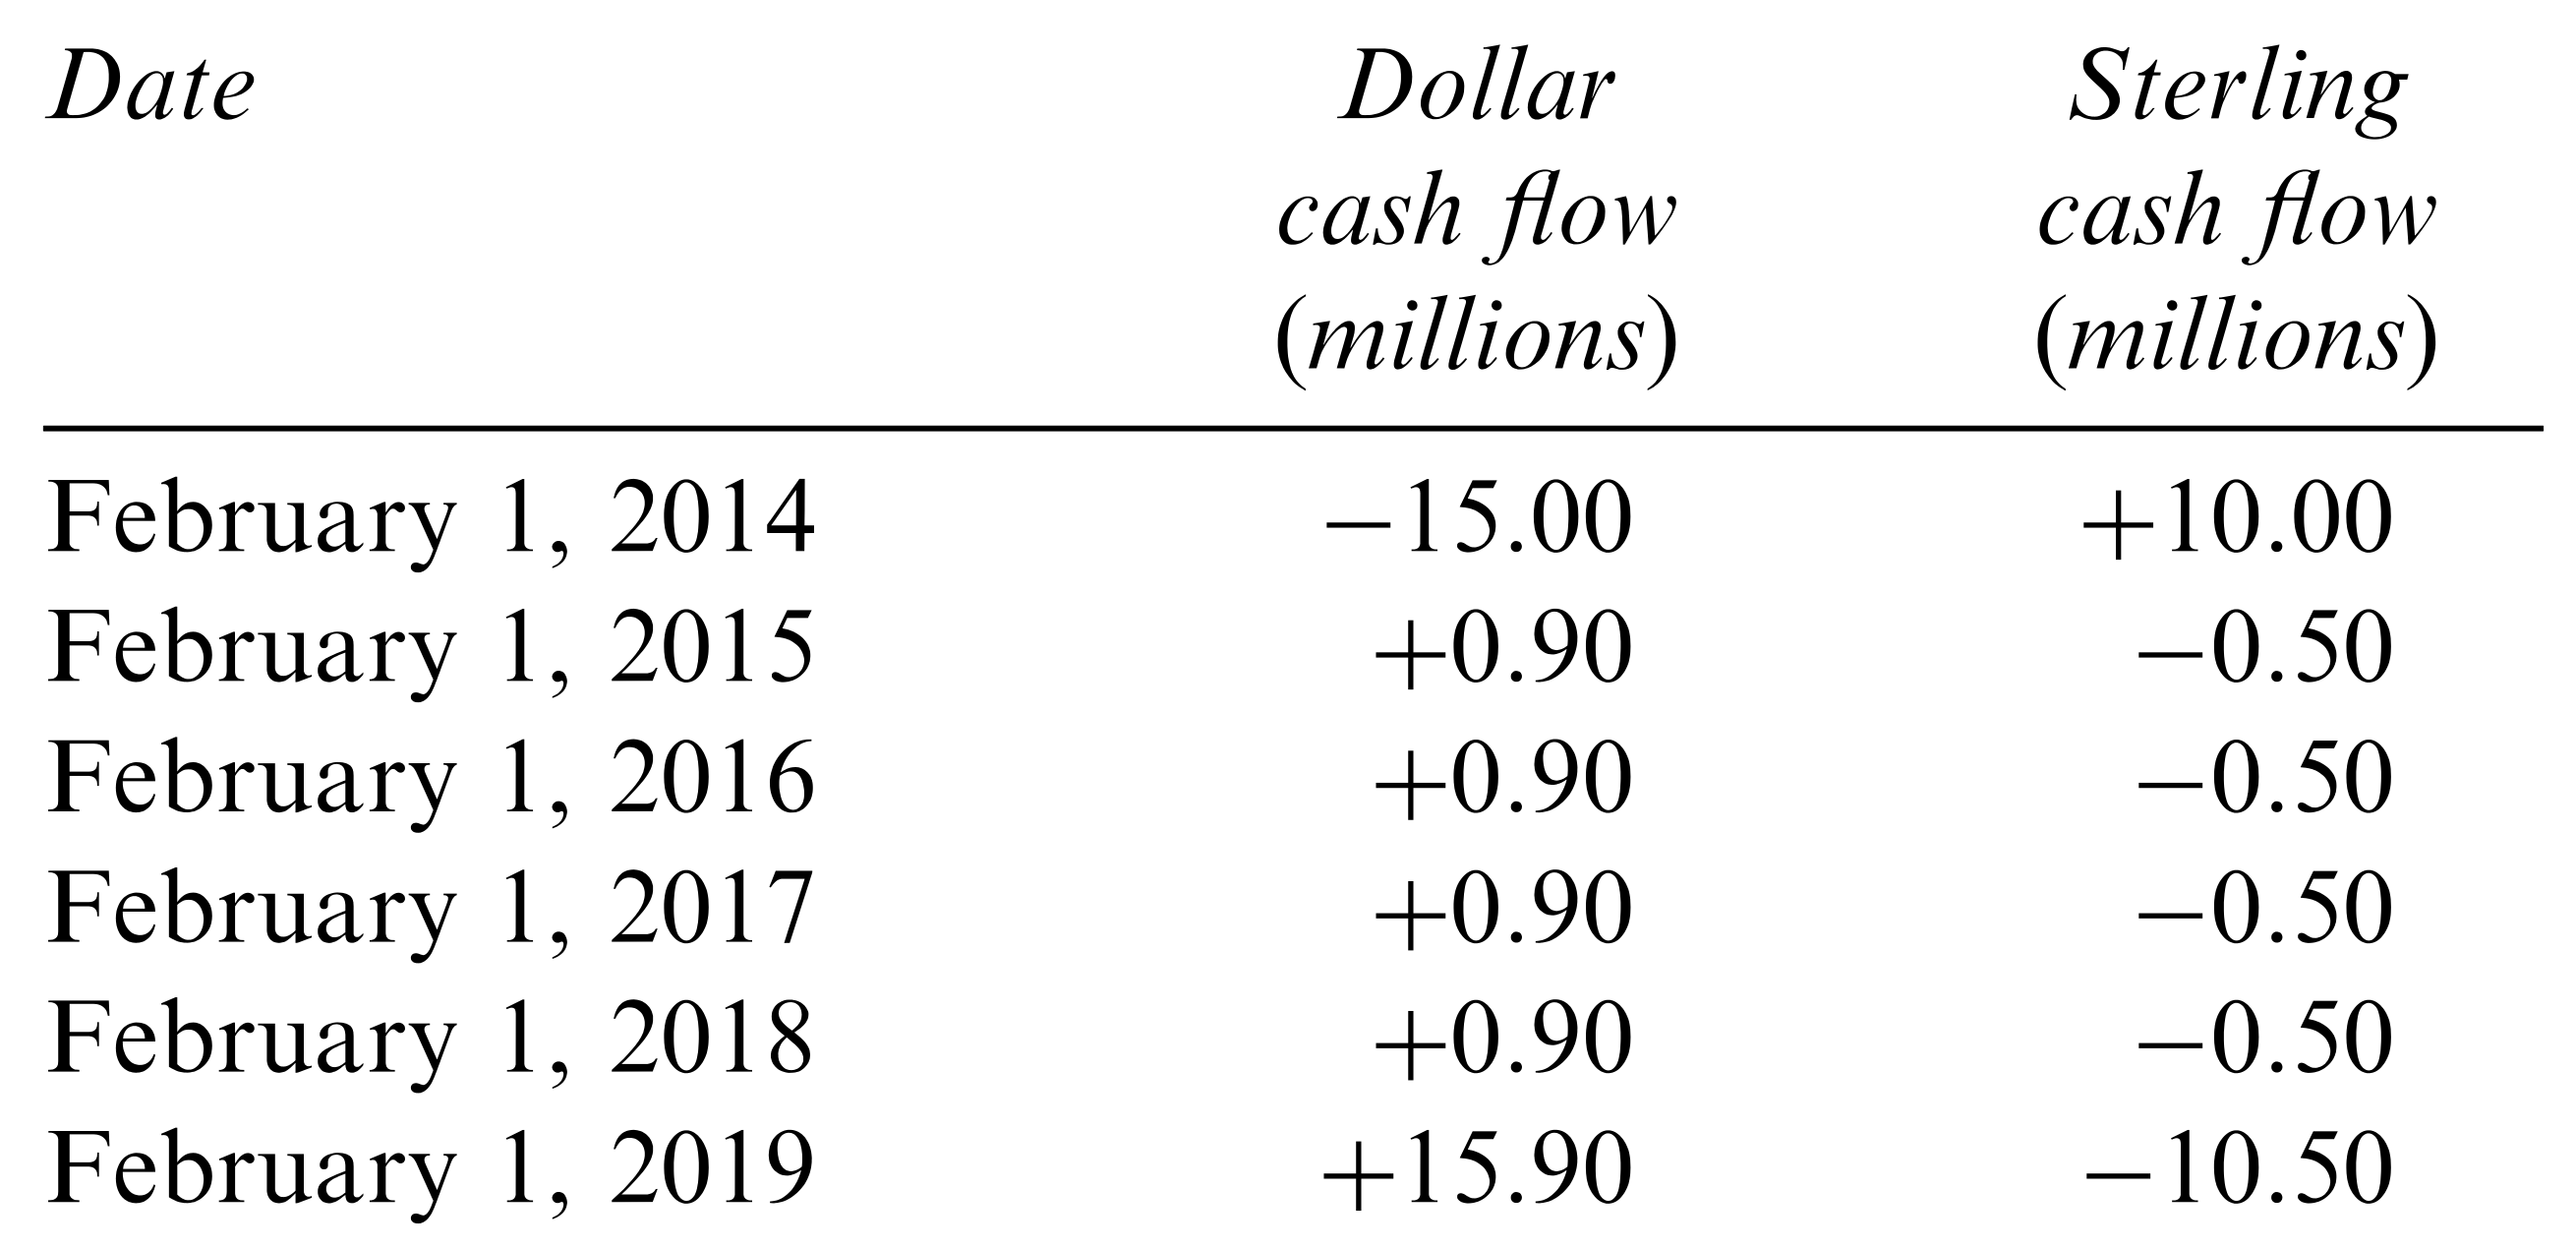 Date Dollar Sterling
cash flow cash flow
(millions) (millions)
February 1, 2014 −15.00 +10.00
February 1, 2015 +0.90 −0.50
February 1, 2016 +0.90 −0.50
February 1, 2017 +0.90 −0.50
February 1, 2018 +0.90 −0.50
February 1, 2019 +15.90 −10.50